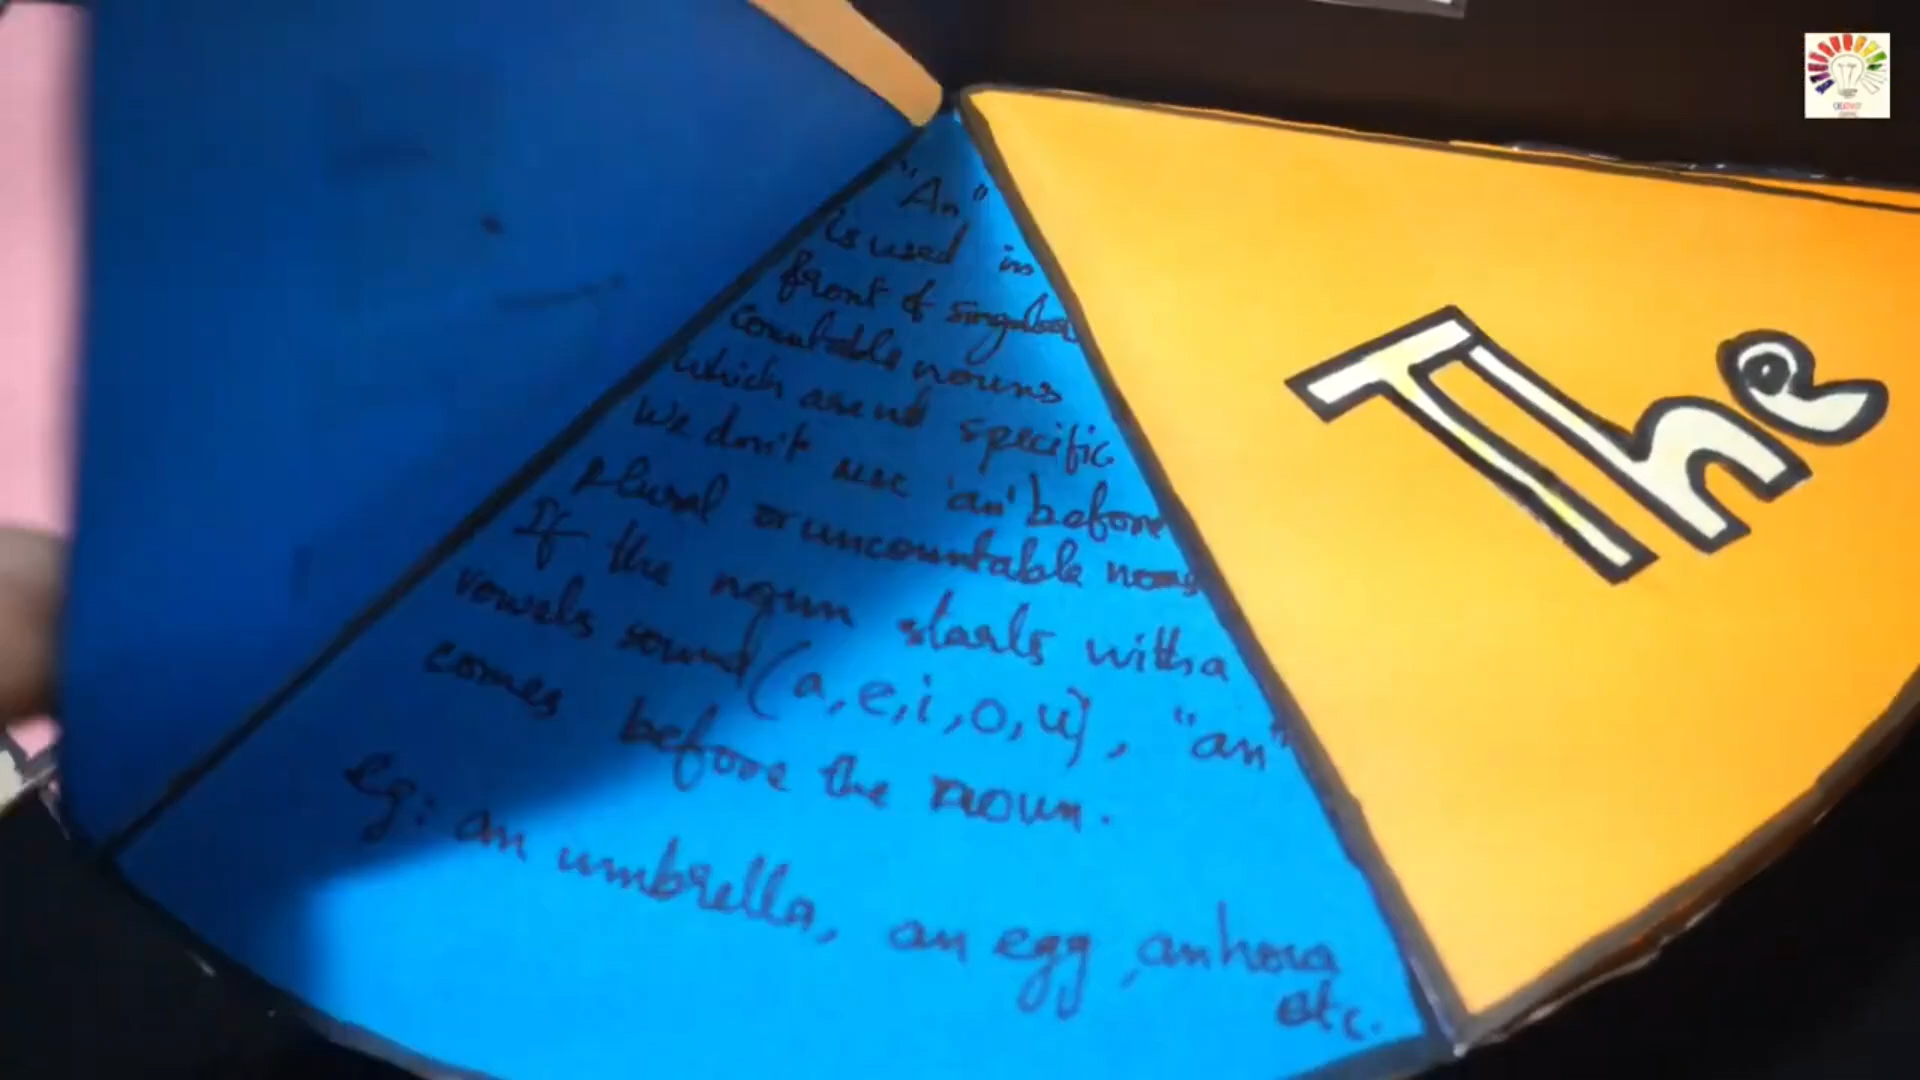 "An"
is used in
front of singular
countable nouns
which are not specific
We don't use 'an' before
Plural or uncountable
If the noun starts with a
vowels sound (a, e, i, o, u), "an"
comes before the noun.
eg: an umbrella, an egg, an
etc.
The